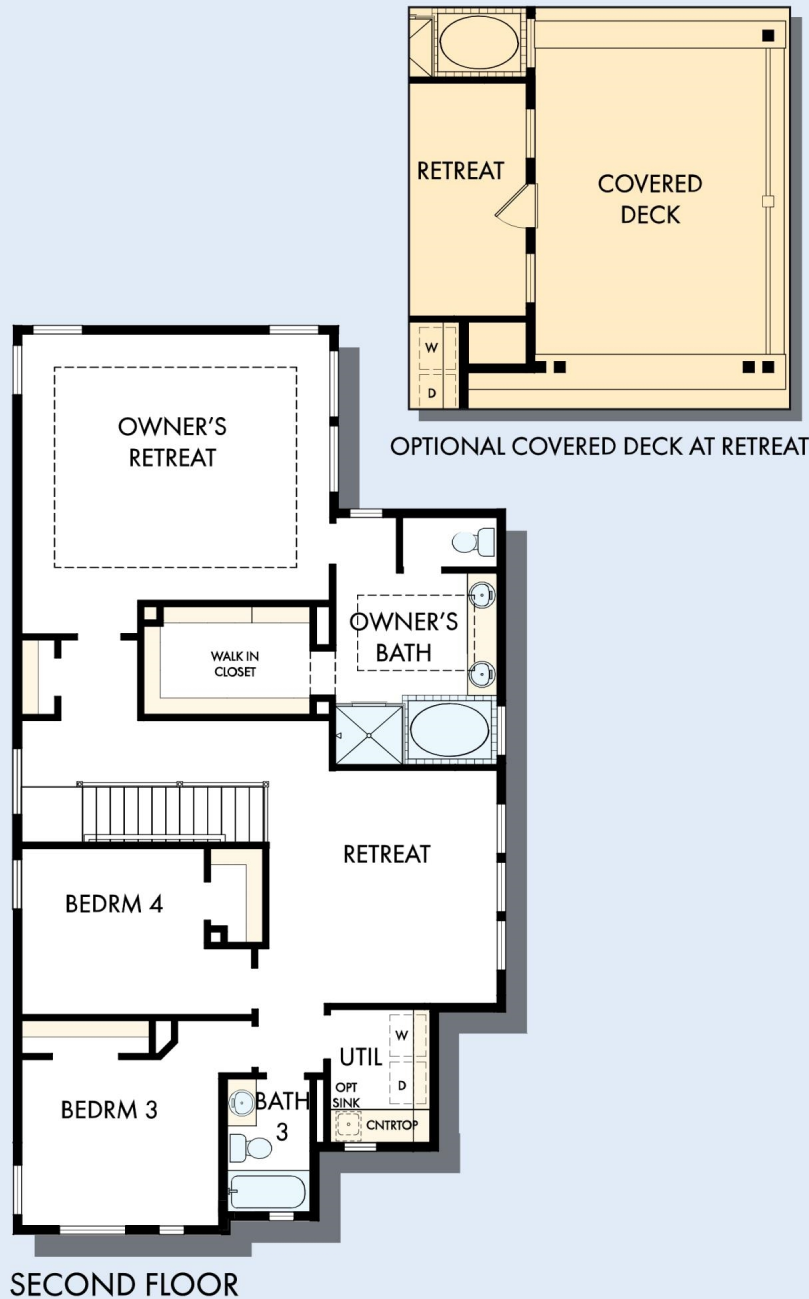 RETREAT
COVERED
DECK
W
D
OPTIONAL COVERED DECK AT RETREAT
OWNER'S
RETREAT
OWNER'S
BATH
WALK IN
CLOSET
RETREAT
BEDRM 4
BEDRM 3
UTIL
W
D
OPT
SINK
CNTRTOP
BATH
3
SECOND FLOOR